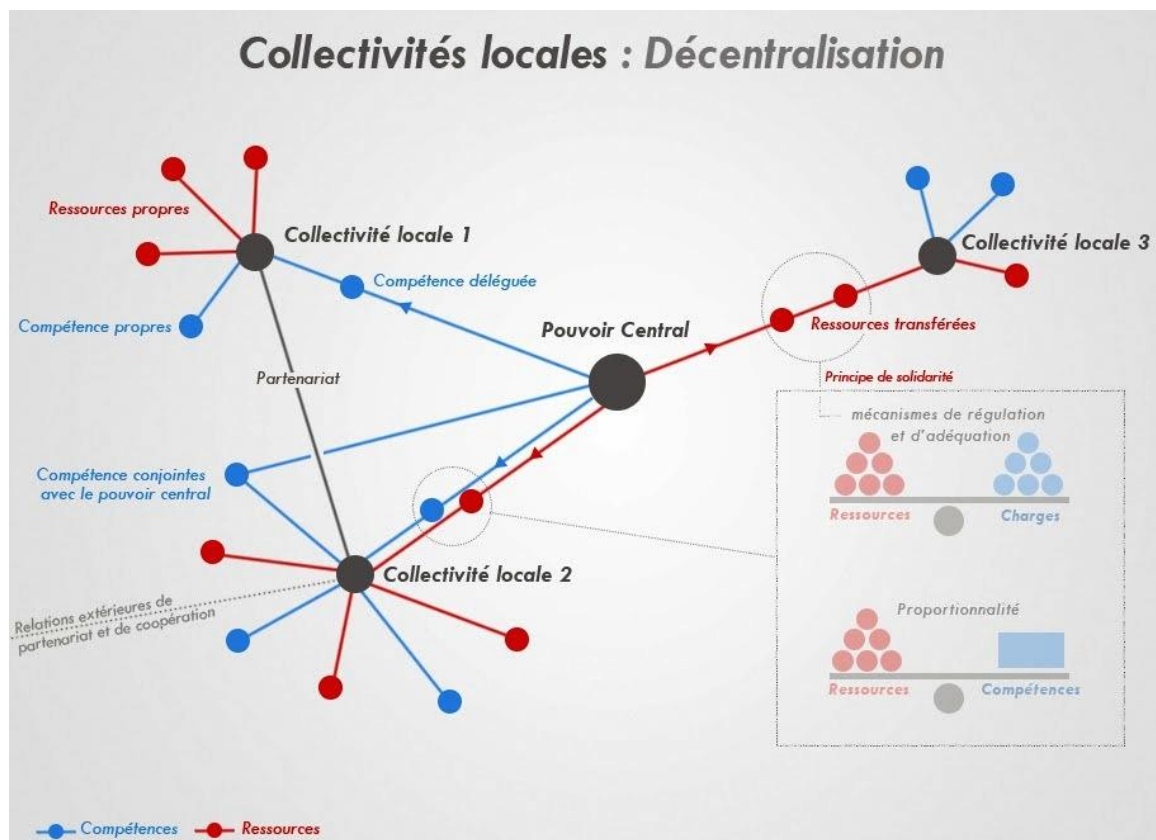 Collectivités locales : Décentralisation
Ressources propres
Collectivité locale 1
Collectivité locale 3
Compétence déléguée
Compétence propres
Pouvoir Central
Ressources transférées
Partenariat
Principe de solidarité
mécanismes de régulation
et d'adéquation
Compétence conjointes
avec le pouvoir central
Ressources
Charges
Collectivité locale 2
Relations extérieures de
partenariat et de coopération
Proportionnalité
Ressources
Compétences
Compétences
Ressources